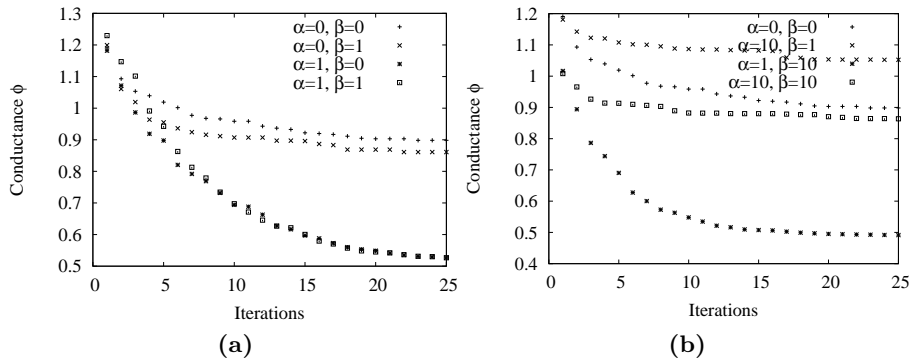 1.3
1.2
1.1
1
0.9
0.8
0.7
0.6
0.5
Conductance ϕ
0 5 10 15 20 25
Iterations
α=0, β=0
α=0, β=1
α=1, β=0
α=1, β=1
(a)
1.2
1.1
1
0.9
0.8
0.7
0.6
0.5
0.4
Conductance ϕ
0 5 10 15 20 25
Iterations
α=0, β=0
α=10, β=1
α=1, β=10
α=10, β=10
(b)